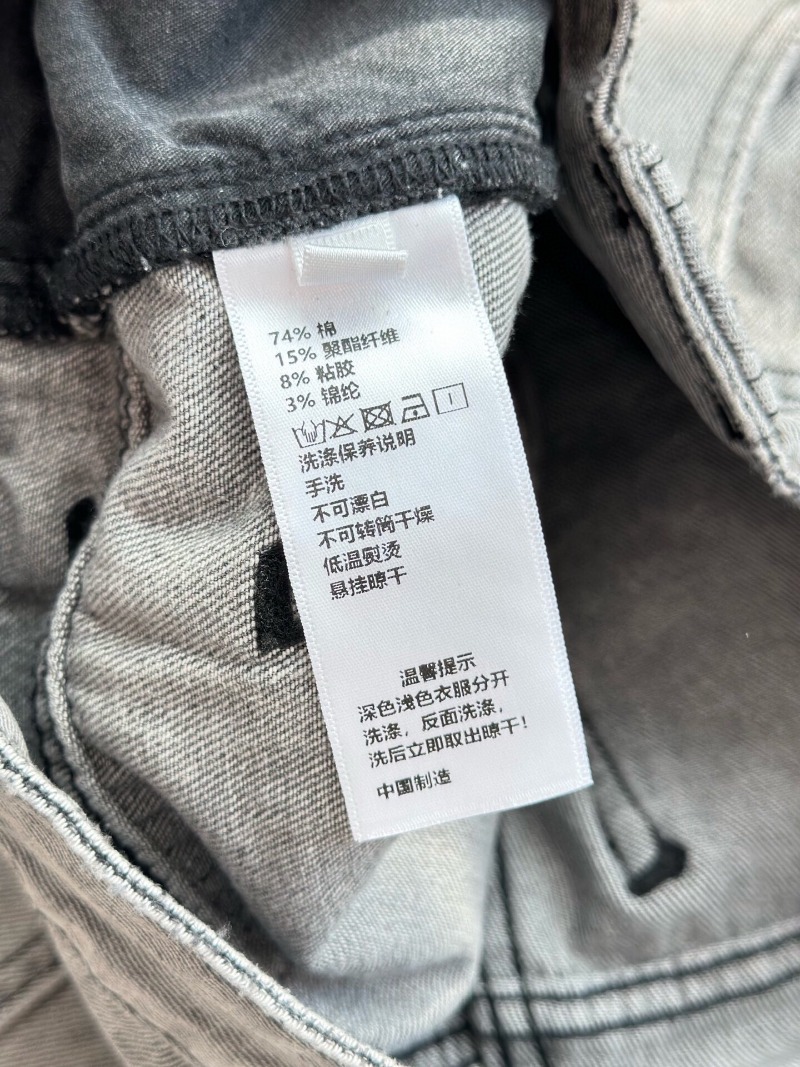 74% 棉
15% 聚酯纤维
8% 粘胶
3% 锦纶
洗涤保养说明
手洗
不可漂白
不可转筒干燥
低温熨烫
悬挂晾干
温馨提示
深色浅色衣服分开
洗涤，反面洗涤，
洗后立即取出晾干!
中国制造